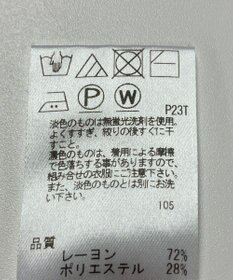 P W P23T
淡色のものは無蛍光洗剤を使用。
よくすすぎ、絞りの後すぐに干
すこと。
濃色のものは、着用による摩擦
で色落ちする事がありますので、
組み合せの衣服にご注意下さい。
また、淡色のものとは別にお洗
い下さい。
105
品質
レーヨン 72%
ポリエステル 28%